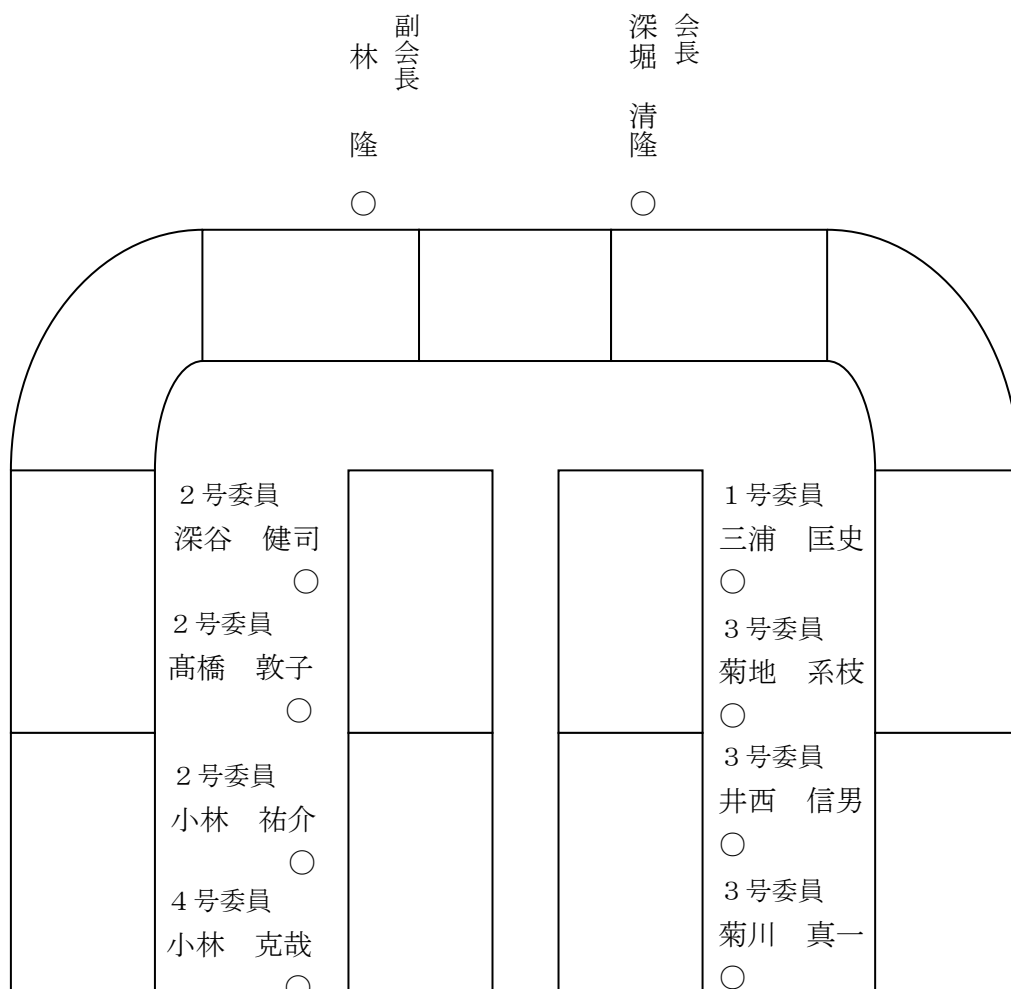 会長
深堀　清隆
○
副会長
林　　隆
○
２号委員
深谷　健司
○
２号委員
髙橋　敦子
○
２号委員
小林　祐介
○
４号委員
小林　克哉
○
１号委員
三浦　匡史
○
３号委員
菊地　系枝
○
３号委員
井西　信男
○
３号委員
菊川　真一
○